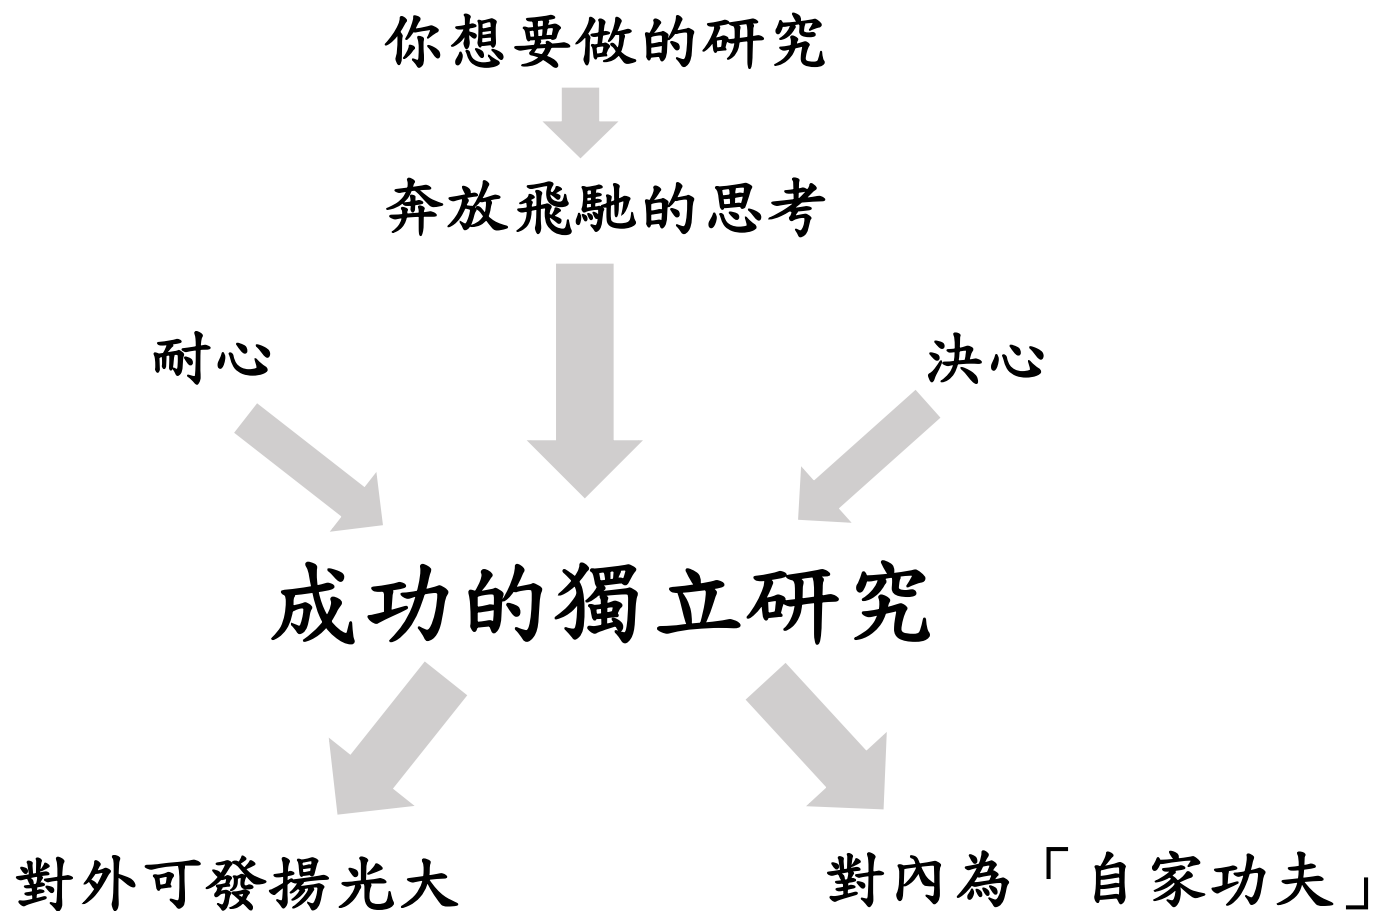 你想要做的研究
奔放飛馳的思考
耐心
決心
成功的獨立研究
對外可發揚光大
對內為「自家功夫」